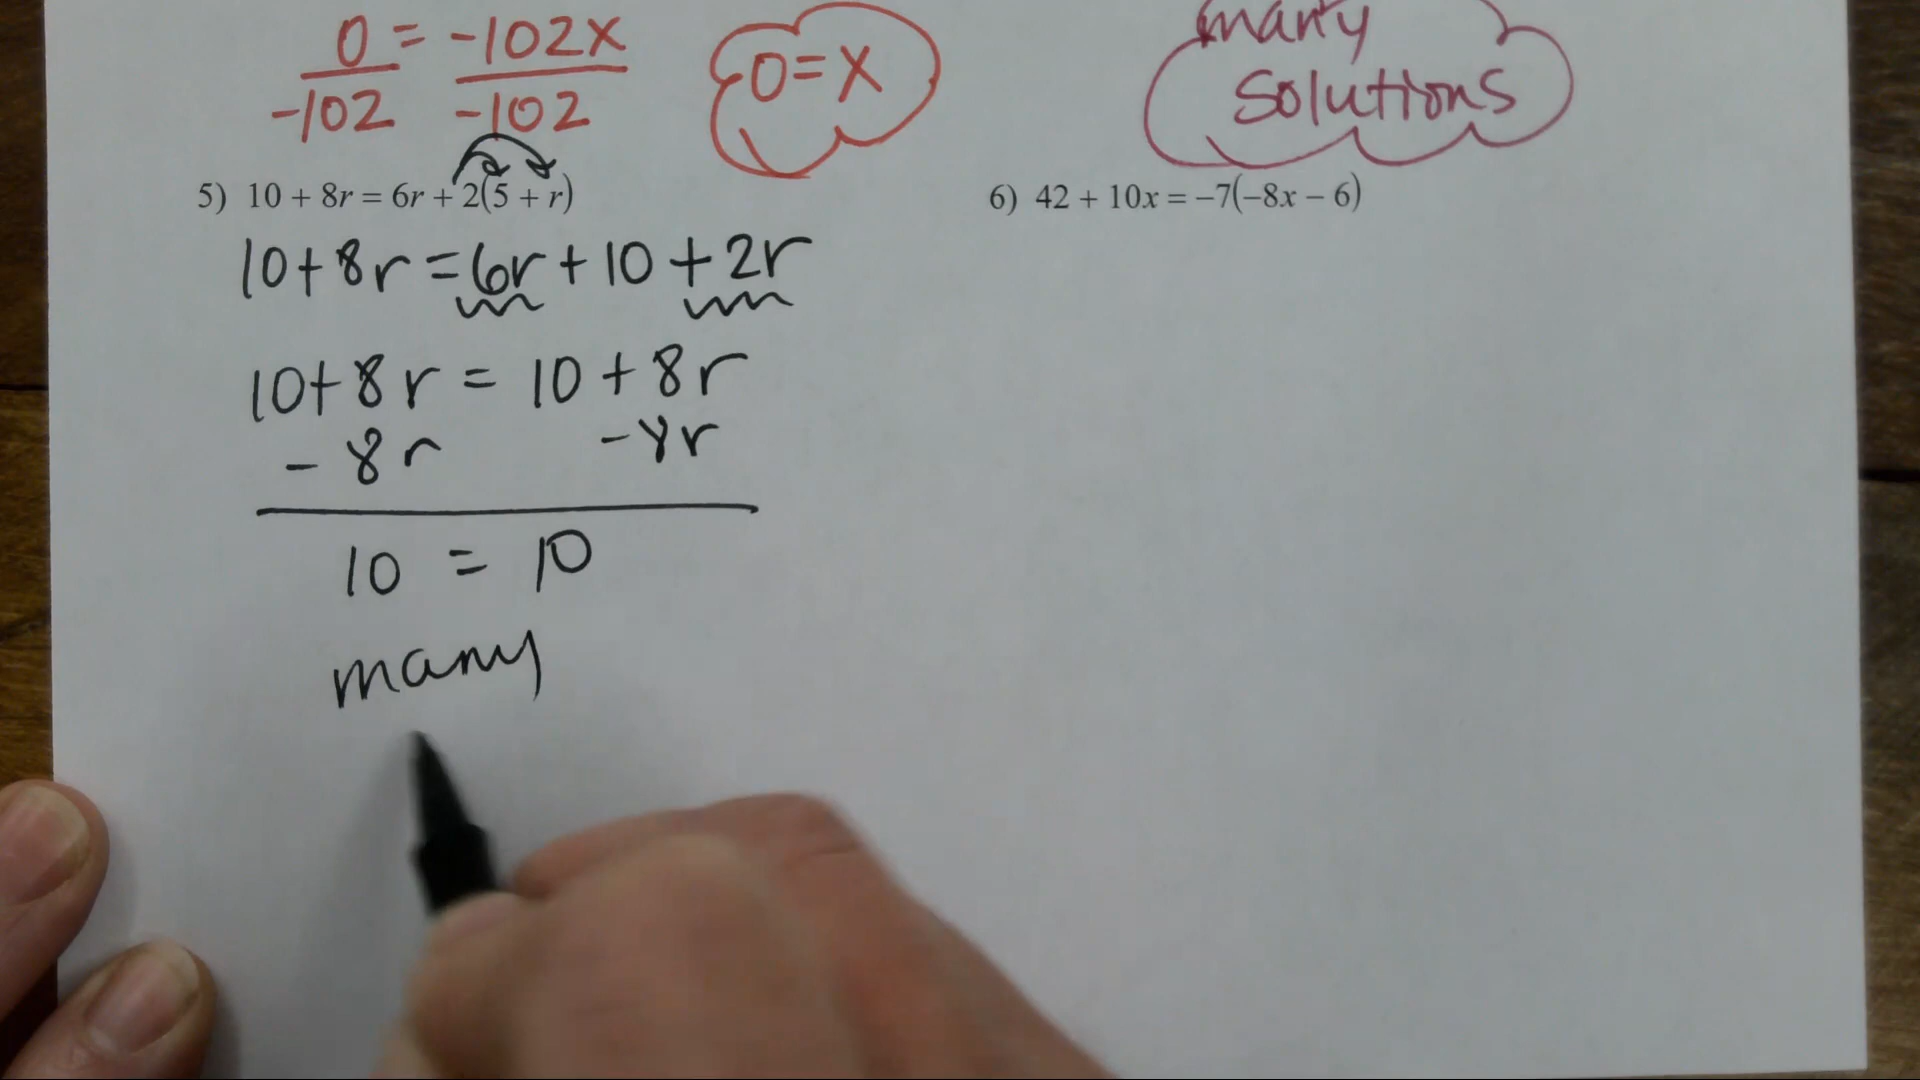 0 = -102x
-102 -102
0=x
many
solutions
5) 10 + 8r = 6r + 2(5 + r)
10+8r=6r+10+2r
10+8r = 10+8r
-8r -8r
10 = 10
many
6) 42 + 10x = −7(−8x − 6)